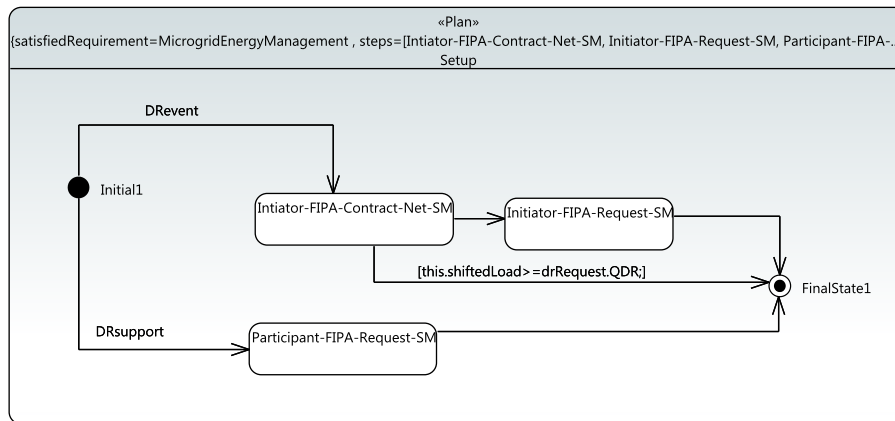 «Plan»
{satisfiedRequirement=MicrogridEnergyManagement , steps=[Intiator-FIPA-Contract-Net-SM, Initiator-FIPA-Request-SM, Participant-FIPA-...
Setup
DRevent
Initial1
Intiator-FIPA-Contract-Net-SM
Initiator-FIPA-Request-SM
[this.shiftedLoad>=drRequest.QDR;]
FinalState1
DRsupport
Participant-FIPA-Request-SM